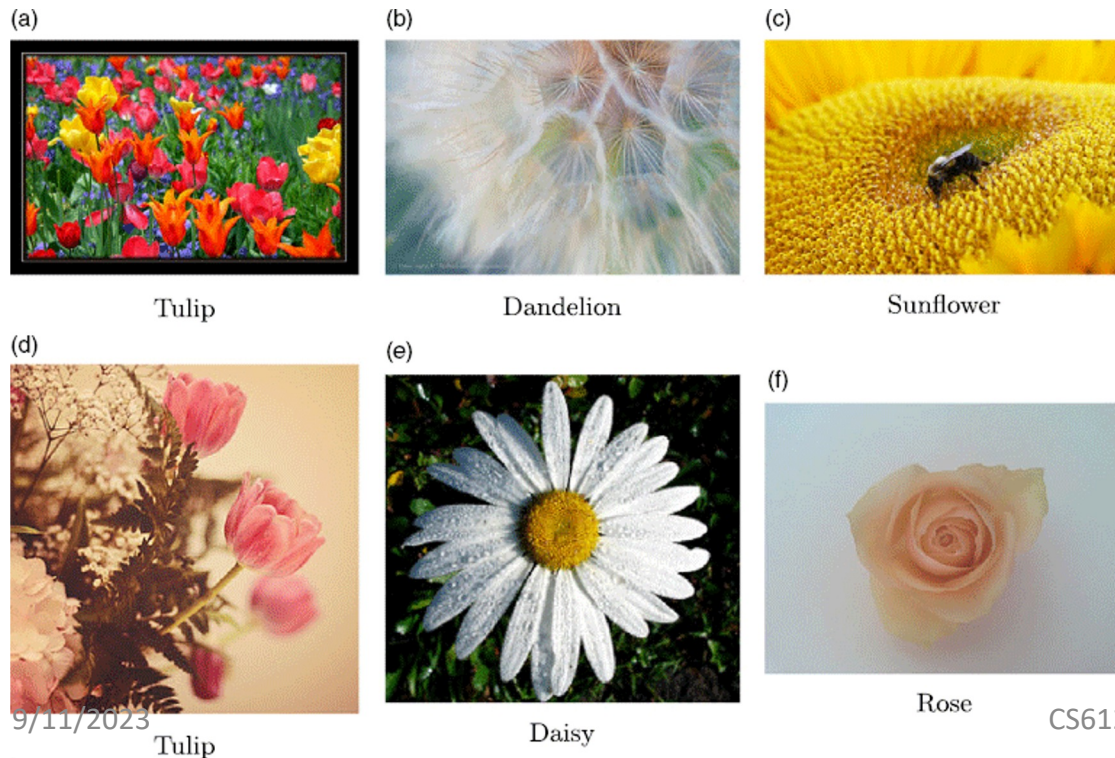 (a)
(b)
(c)
Tulip
Dandelion
Sunflower
(d)
(e)
(f)
9/11/2023
Tulip
Daisy
Rose